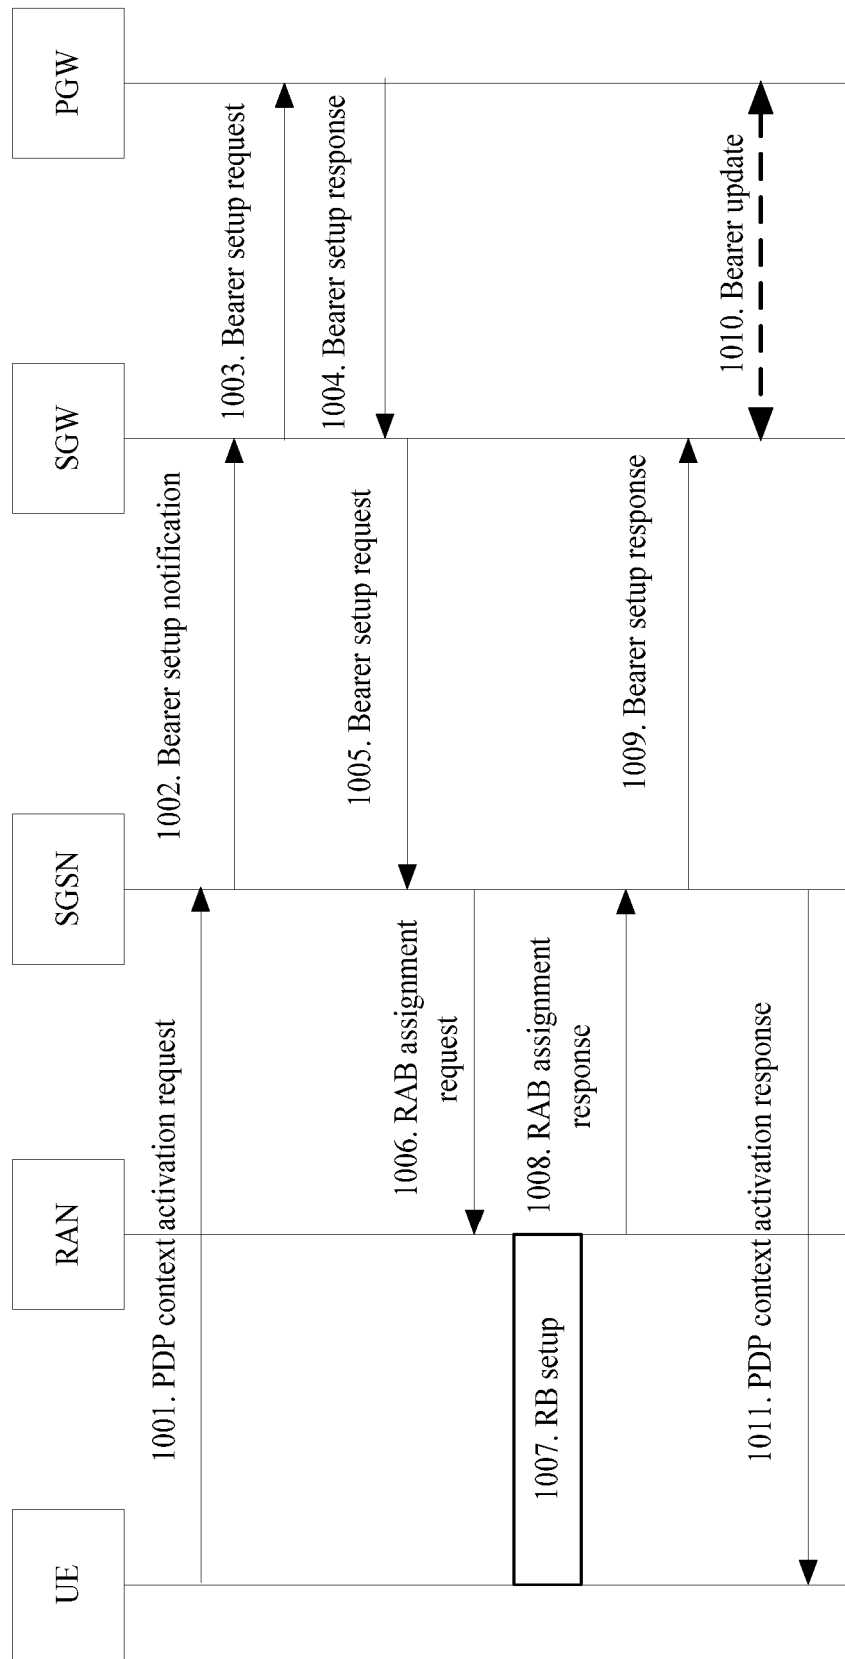 UE
RAN
SGSN
SGW
PGW
1001. PDP context activation request
1002. Bearer setup notification
1003. Bearer setup request
1004. Bearer setup response
1005. Bearer setup request
1006. RAB assignment
request
1007. RB setup
1008. RAB assignment
response
1009. Bearer setup response
1010. Bearer update
1011. PDP context activation response